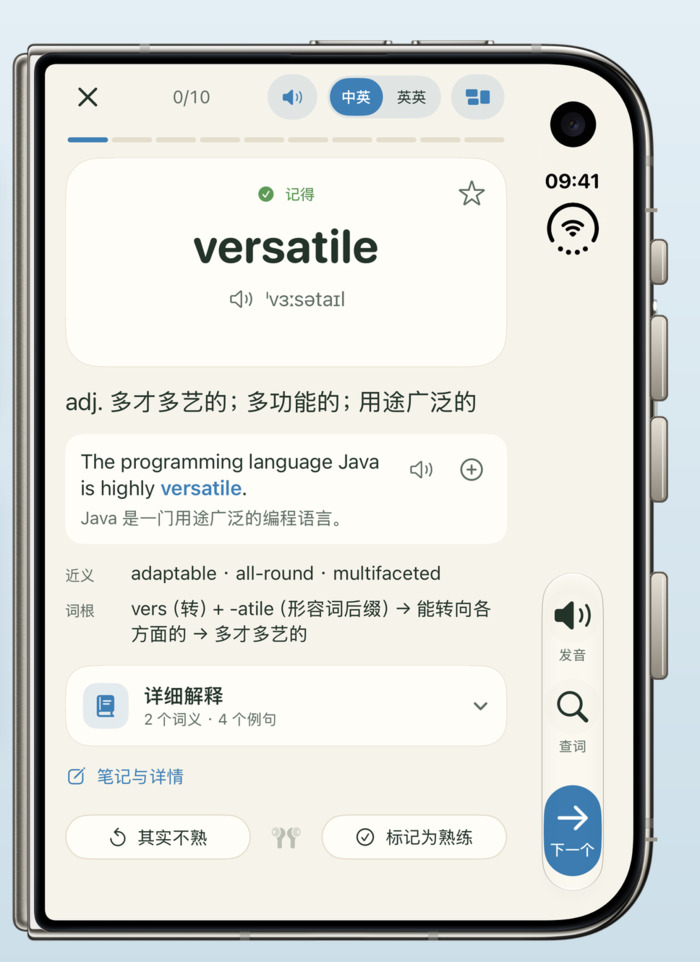 0/10
中英
英英
09:41
记得
versatile
ˈvɜːsətaɪl
adj. 多才多艺的；多功能的；用途广泛的
The programming language Java
is highly versatile.
Java 是一门用途广泛的编程语言。
近义 adaptable · all-round · multifaceted
词根 vers（转）+ -atile（形容词后缀）→ 能转向各
方面的 → 多才多艺的
详细解释
2 个词义 · 4 个例句
笔记与详情
其实不熟
标记为熟练
发音
查词
下一个